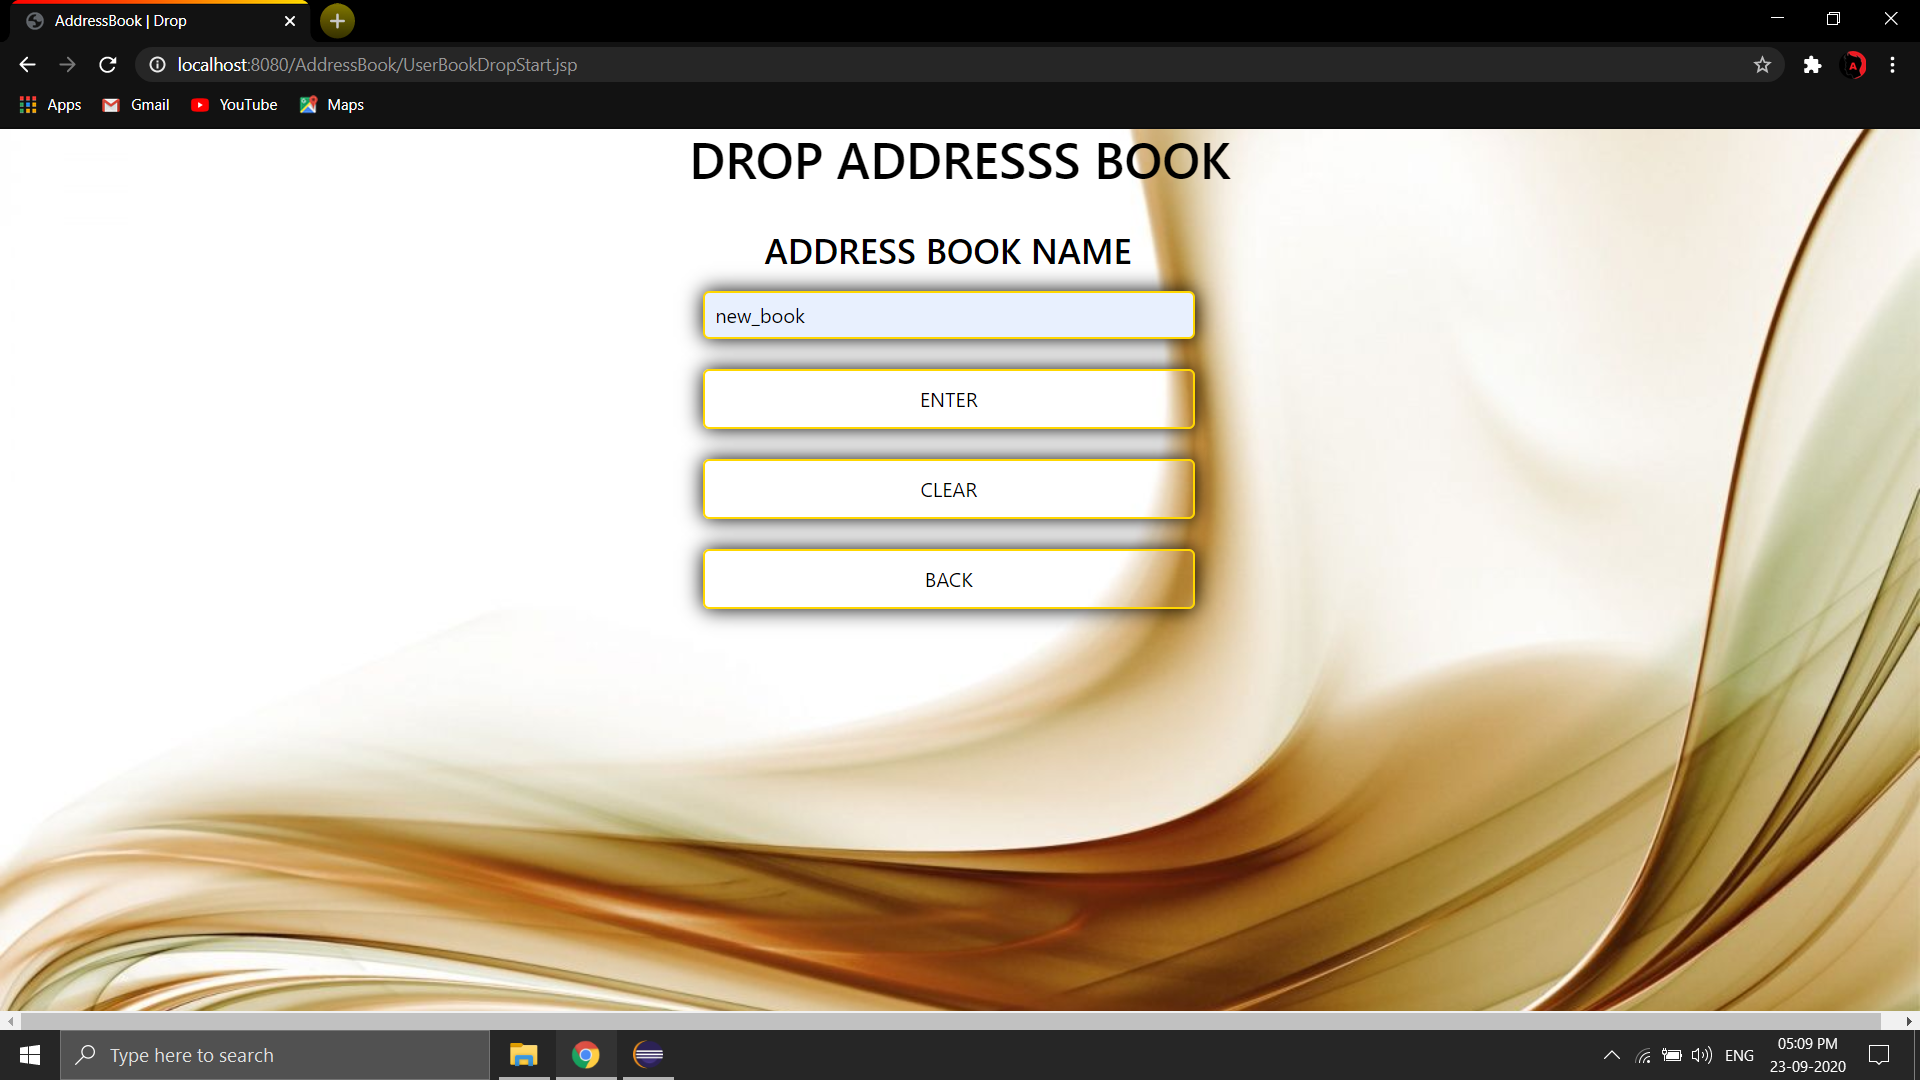 AddressBook | Drop
localhost:8080/AddressBook/UserBookDropStart.jsp
A
Apps Gmail YouTube Maps
DROP ADDRESSS BOOK
ADDRESS BOOK NAME
new_book
ENTER
CLEAR
BACK
Type here to search
ENG
05:09 PM
23-09-2020